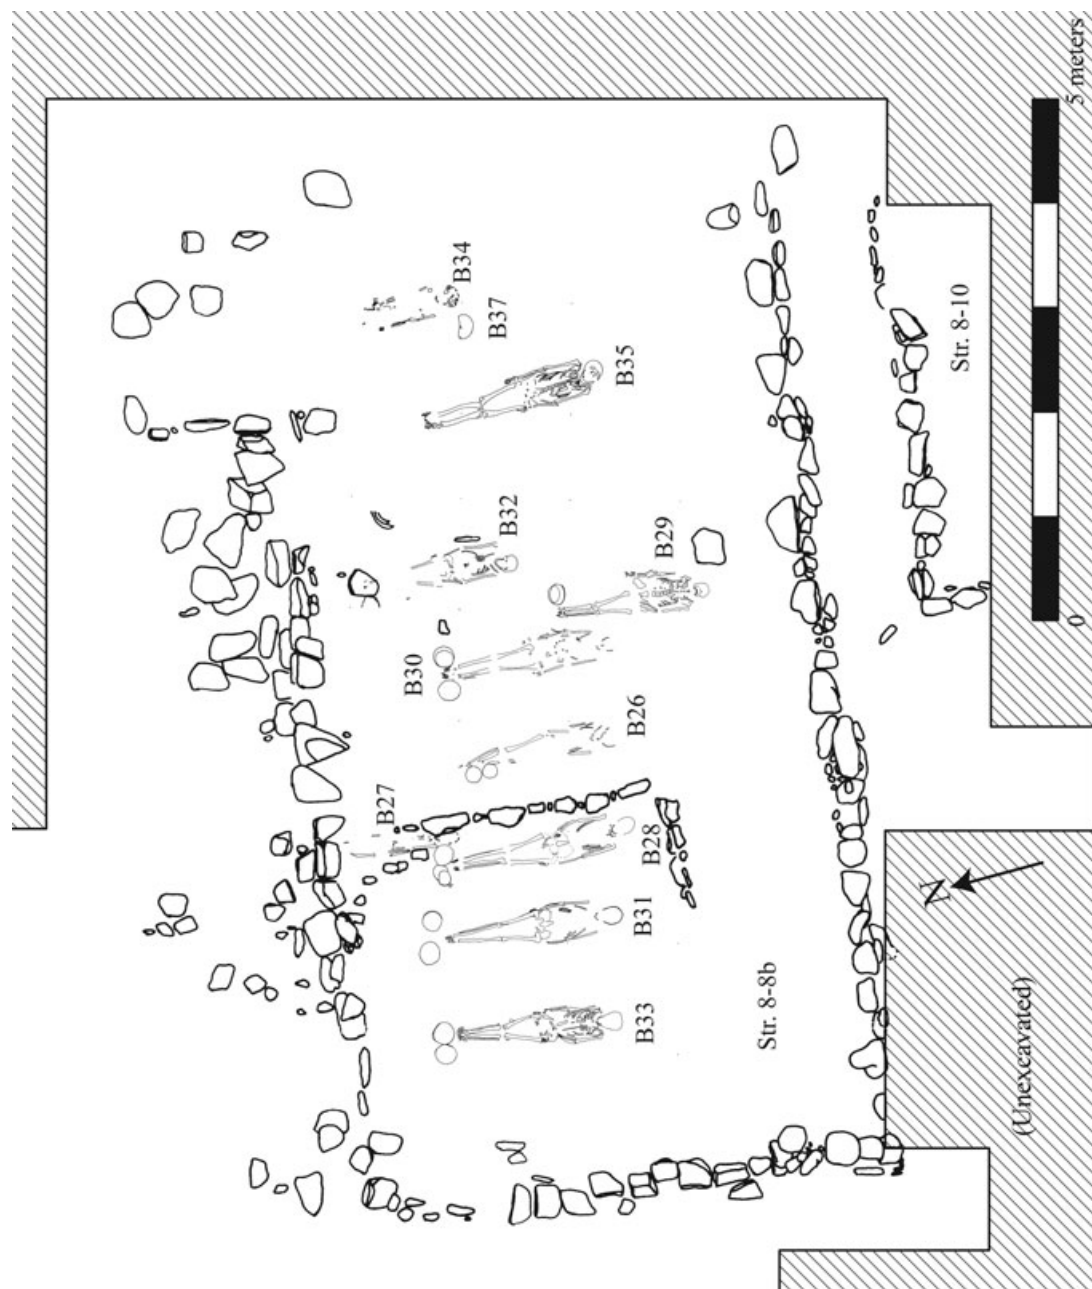 5 meters
0
B34
B37
B35
Str. 8-10
B32
B29
B30
B26
B27
B28
B31
B33
Str. 8-8b
N
(Unexcavated)